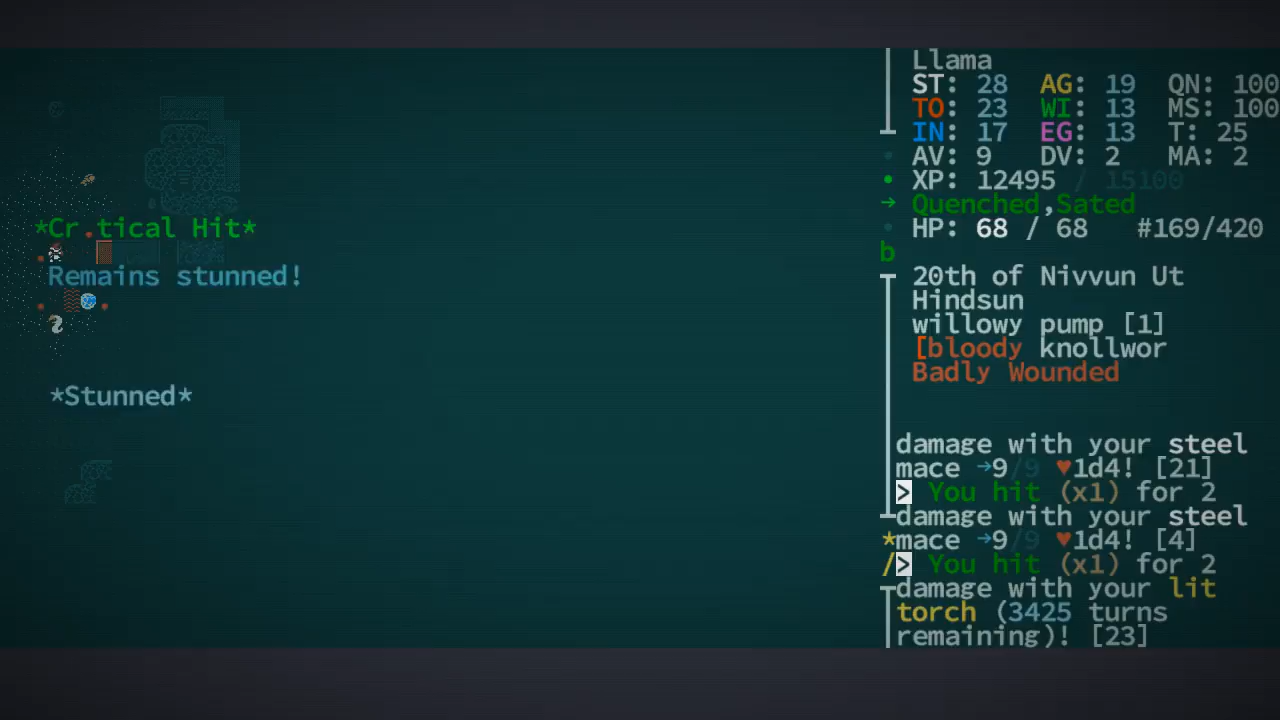 Llama
ST: 28 AG: 19 QN: 100
TO: 23 WI: 13 MS: 100
IN: 17 EG: 13 T: 25
AV: 9 DV: 2 MA: 2
XP: 12495 / 15100
Quenched,Sated
HP: 68 / 68 #169/420
b
20th of Nivvun Ut
Hindsun
willowy pump [1]
[bloody knollwor
Badly Wounded
damage with your steel
mace →9/9 ♥1d4! [21]
> You hit (x1) for 2
damage with your steel
*mace →9/9 ♥1d4! [4]
/> You hit (x1) for 2
damage with your lit
torch (3425 turns
remaining)! [23]
*Cr.tical Hit*
Remains stunned!
*Stunned*